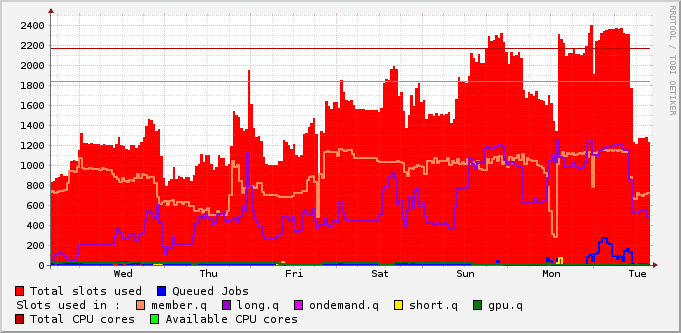 RRDTOOL / TOBI OETIKER
2400
2200
2000
1800
1600
1400
1200
1000
800
600
400
200
0
Wed Thu Fri Sat Sun Mon Tue
Total slots used Queued Jobs
Slots used in : member.q long.q ondemand.q short.q gpu.q
Total CPU cores Available CPU cores